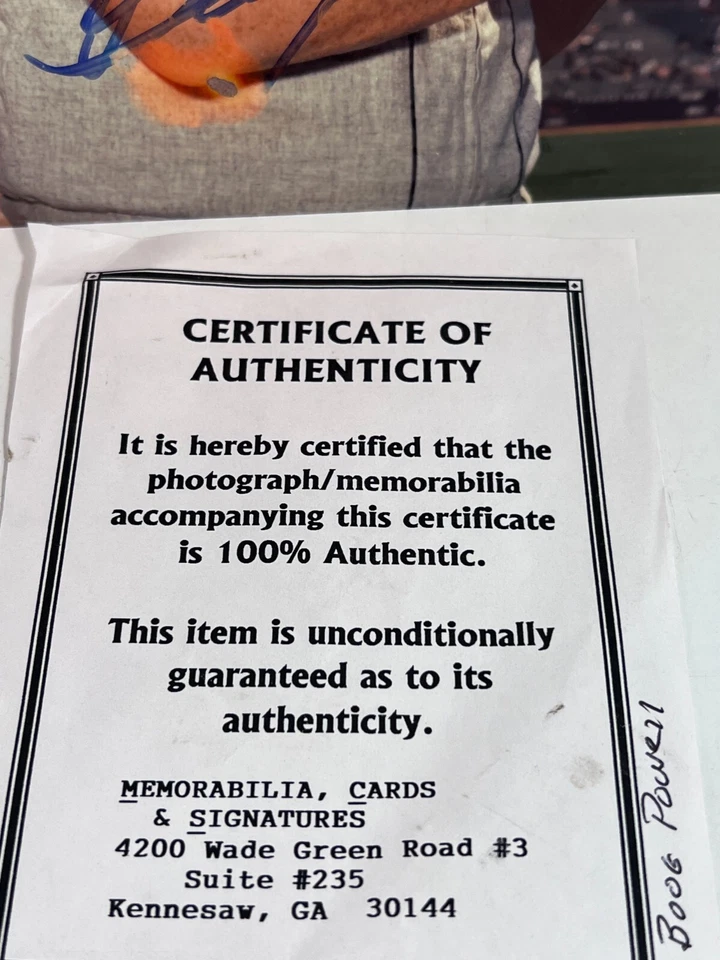 CERTIFICATE OF
AUTHENTICITY
It is hereby certified that the
photograph/memorabilia
accompanying this certificate
is 100% Authentic.
This item is unconditionally
guaranteed as to its
authenticity.
MEMORABILIA, CARDS
& SIGNATURES
4200 Wade Green Road #3
Suite #235
Kennesaw, GA 30144
BOOG POWELL